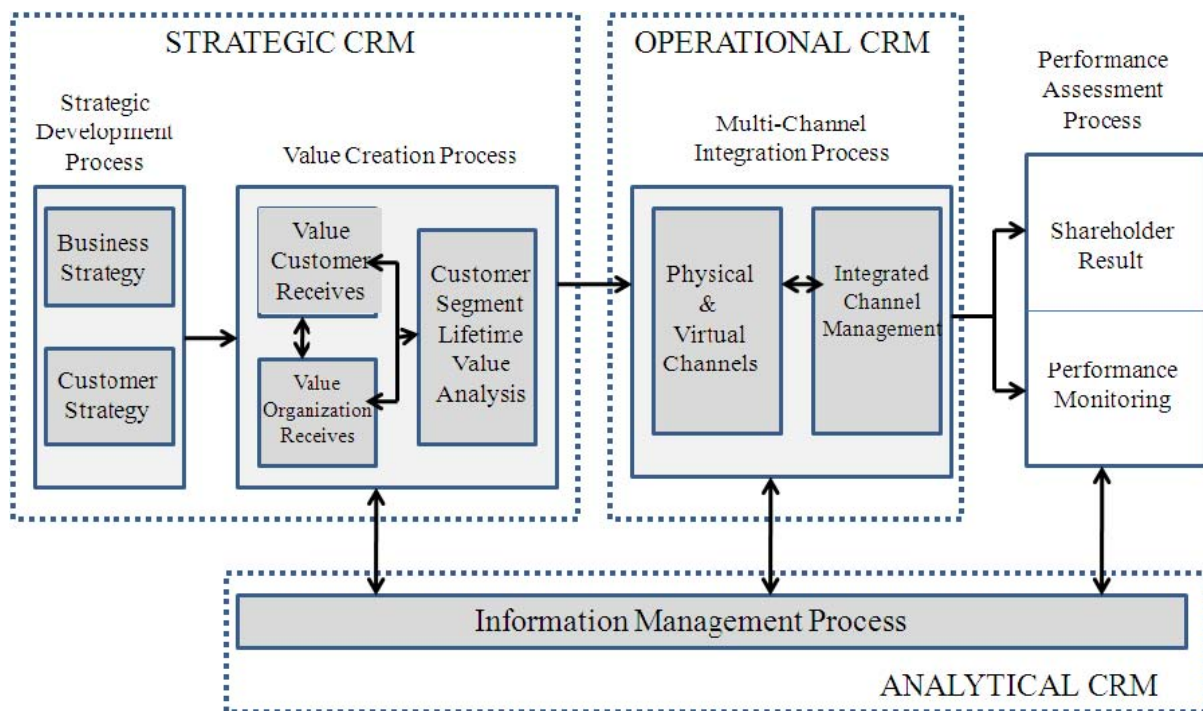 STRATEGIC CRM
Strategic
Development
Process
Business
Strategy
Customer
Strategy
Value Creation Process
Value
Customer
Receives
Value
Organization
Receives
Customer
Segment
Lifetime
Value
Analysis
OPERATIONAL CRM
Multi-Channel
Integration Process
Physical
&
Virtual
Channels
Integrated
Channel
Management
Performance
Assessment
Process
Shareholder
Result
Performance
Monitoring
Information Management Process
ANALYTICAL CRM